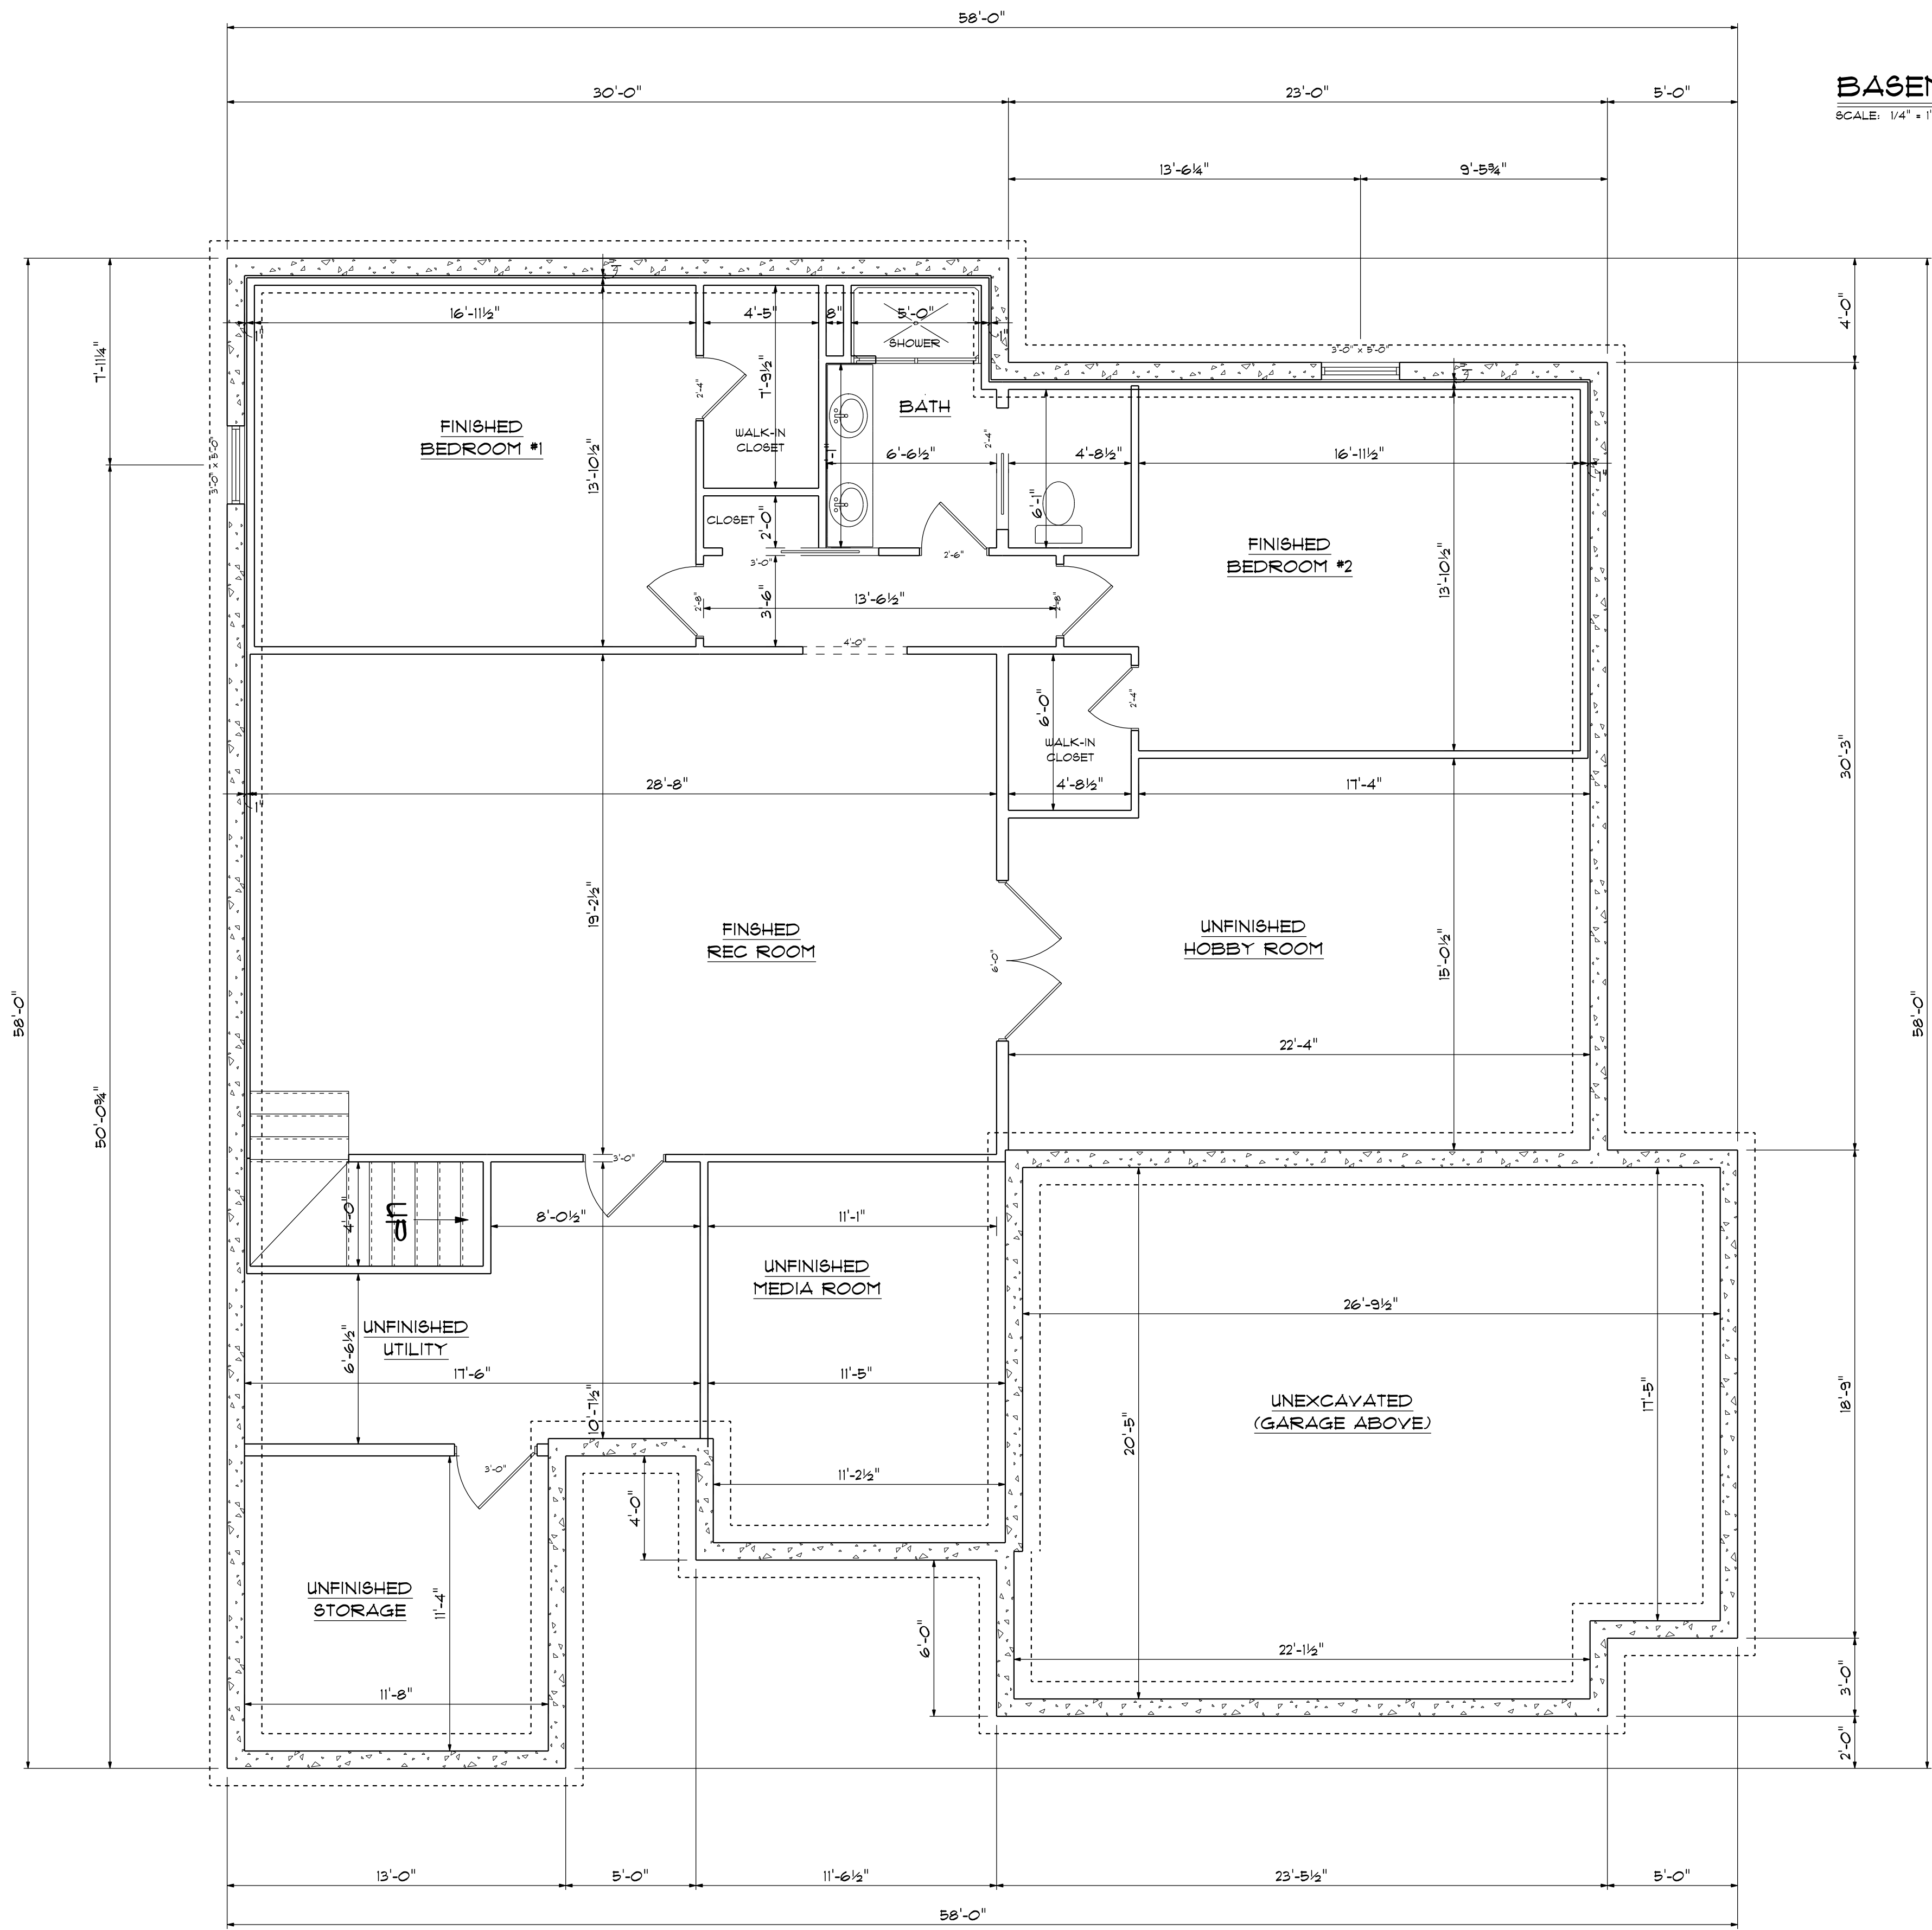 58'-0"
30'-0"
23'-0"
5'-0"
BASEM
SCALE: 1/4" = 1'
13'-6¼"
9'-5¾"
7'-11¼"
50'-0¾"
58'-0"
4'-0"
30'-3"
58'-0"
18'-9"
3'-0"
2'-0"
1"
16'-11½"
4'-5"
8"
5'-0"
1"
1"
SHOWER
3'-0" x 5'-0"
1"
2'-4"
7'-9½"
BATH
FINISHED
BEDROOM #1
13'-10½"
WALK-IN
CLOSET
2'-4"
6'-6½"
4'-8½"
16'-11½"
1"
3'-0" x 5'-0"
6'-1"
CLOSET
2'-0"
FINISHED
BEDROOM #2
13'-10½"
2'-6"
3'-0"
2'-8"
3'-6"
13'-6½"
2'-8"
4'-0"
6'-0"
2'-4"
WALK-IN
CLOSET
1"
28'-8"
4'-8½"
17'-4"
19'-2½"
FINSHED
REC ROOM
6'-0"
UNFINISHED
HOBBY ROOM
15'-0½"
22'-4"
3'-0"
4'-0"
UP
8'-0½"
11'-1"
UNFINISHED
MEDIA ROOM
26'-9½"
6'-6½"
UNFINISHED
UTILITY
17'-6"
10'-7½"
11'-5"
20'-5"
UNEXCAVATED
(GARAGE ABOVE)
17'-5"
3'-0"
4'-0"
11'-2½"
UNFINISHED
STORAGE
11'-4"
6'-0"
22'-1½"
11'-8"
13'-0"
5'-0"
11'-6½"
23'-5½"
5'-0"
58'-0"